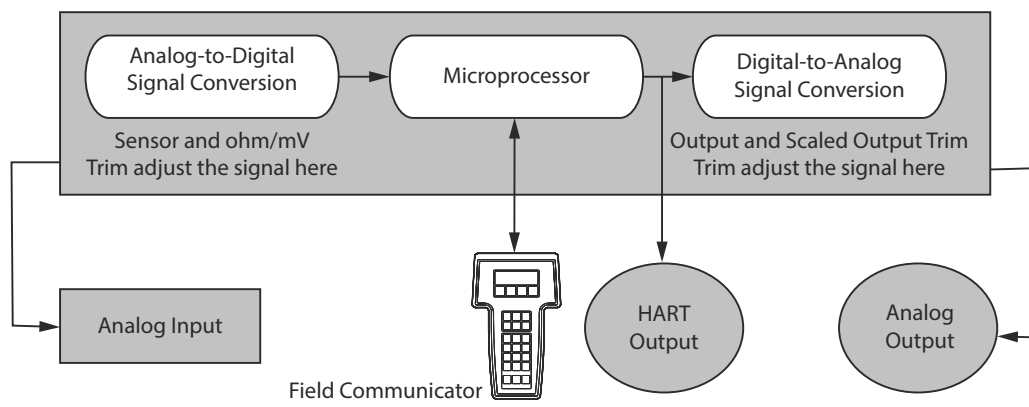 Analog-to-Digital
Signal Conversion
Microprocessor
Digital-to-Analog
Signal Conversion
Sensor and ohm/mV
Trim adjust the signal here
Output and Scaled Output Trim
Trim adjust the signal here
Analog Input
HART
Output
Analog
Output
Field Communicator